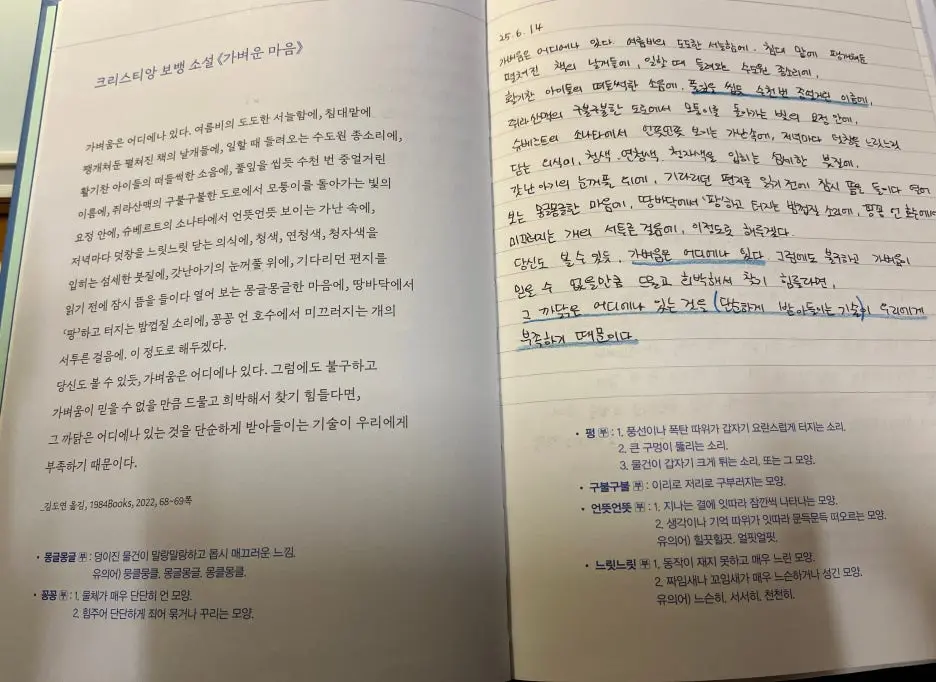 크리스티앙 보뱅 소설 《가벼운 마음》
가벼움은 어디에나 있다. 여름비의 도도한 서늘함에, 침대맡에
팽개쳐둔 펼쳐진 책의 날개들에, 일할 때 들려오는 수도원 종소리에,
활기찬 아이들의 떠들썩한 소음에, 풀잎을 씹듯 수천 번 중얼거린
이름에, 쥐라산맥의 구불구불한 도로에서 모퉁이를 돌아가는 빛의
요정 안에, 슈베르트의 소나타에서 언뜻언뜻 보이는 가난 속에,
저녁마다 덧창을 느릿느릿 닫는 의식에, 청색, 연청색, 청자색을
입히는 섬세한 붓질에, 갓난아기의 눈꺼풀 위에, 기다리던 편지를
읽기 전에 잠시 뜸을 들이다 열어 보는 몽글몽글한 마음에, 땅바닥에서
‘팡’하고 터지는 밤껍질 소리에, 꽁꽁 언 호수에서 미끄러지는 개의
서투른 걸음에. 이 정도로 해두겠다.
당신도 볼 수 있듯, 가벼움은 어디에나 있다. 그럼에도 불구하고
가벼움이 믿을 수 없을 만큼 드물고 희박해서 찾기 힘들다면,
그 까닭은 어디에나 있는 것을 단순하게 받아들이는 기술이 우리에게
부족하기 때문이다.
_김도연 옮김, 1984Books, 2022, 68-69쪽
• 몽글몽글 ㊫ : 덩이진 물건이 말랑말랑하고 몹시 매끄러운 느낌.
유의어) 뭉클뭉클, 몽글몽글, 몽클몽클.
• 꽁꽁 ㊫ : 1. 물체가 매우 단단히 언 모양.
2. 힘주어 단단하게 죄어 묶거나 꾸리는 모양.
25.6.14
가벼움은 어디에나 있다. 여름비의 도도한 서늘함에. 침대 맡에 팽개쳐둔
펼쳐진 책의 날개들에, 일할 때 들려오는 수도원 종소리에,
활기찬 아이들의 떠들썩한 소음에, 풀잎을 씹듯 수천번 중얼거린 이름에,
쥐라산맥의 구불구불한 도로에서 모퉁이를 돌아가는 빛의 요정 안에,
슈베르트의 소나타에서 언뜻언뜻 보이는 가난속에, 저녁마다 덧창을 느릿느릿
닫는 의식에, 청색, 연청색, 청자색을 입히는 섬세한 붓질에.
갓난아기의 눈꺼풀 위에, 기다리던 편지를 읽기 전에 잠시 뜸을 들이다 열어
보는 몽글몽글한 마음에, 땅바닥에서 '팡'하고 터지는 밤껍질 소리에, 꽁꽁 언 호수에서
미끄러지는 개의 서투른 걸음에, 이정도로 해두겠다.
당신도 볼 수 있듯, 가벼움은 어디에나 있다. 그럼에도 불구하고 가벼움이
믿을 수 없을만큼 드물고 희박해서 찾기 힘들다면,
그 까닭은 어디에나 있는 것을 (단순하게 받아들이는 기술)이 우리에게
부족하기 때문이다.
• 펑 ㊫ : 1. 풍선이나 폭탄 따위가 갑자기 요란스럽게 터지는 소리.
2. 큰 구멍이 뚫리는 소리.
3. 물건이 갑자기 크게 튀는 소리. 또는 그 모양.
• 구불구불 ㊫ : 이리로 저리로 구부러지는 모양.
• 언뜻언뜻 ㊫ : 1. 지나는 결에 잇따라 잠깐씩 나타나는 모양.
2. 생각이나 기억 따위가 잇따라 문득문득 떠오르는 모양.
유의어) 힐끗힐끗, 얼핏얼핏.
• 느릿느릿 ㊫ : 1. 동작이 재지 못하고 매우 느린 모양.
2. 짜임새나 꼬임새가 매우 느슨하거나 성긴 모양.
유의어) 느슨히, 서서히, 천천히.